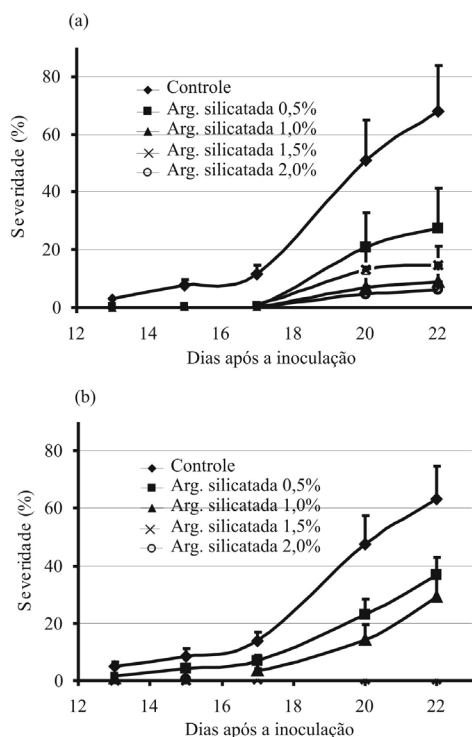 (a)
80
60
40
20
0
Severidade (%)
Controle
Arg. silicatada 0,5%
Arg. silicatada 1,0%
Arg. silicatada 1,5%
Arg. silicatada 2,0%
12 14 16 18 20 22
Dias após a inoculação
(b)
80
60
40
20
0
Severidade (%)
Controle
Arg. silicatada 0,5%
Arg. silicatada 1,0%
Arg. silicatada 1,5%
Arg. silicatada 2,0%
12 14 16 18 20 22
Dias após a inoculação